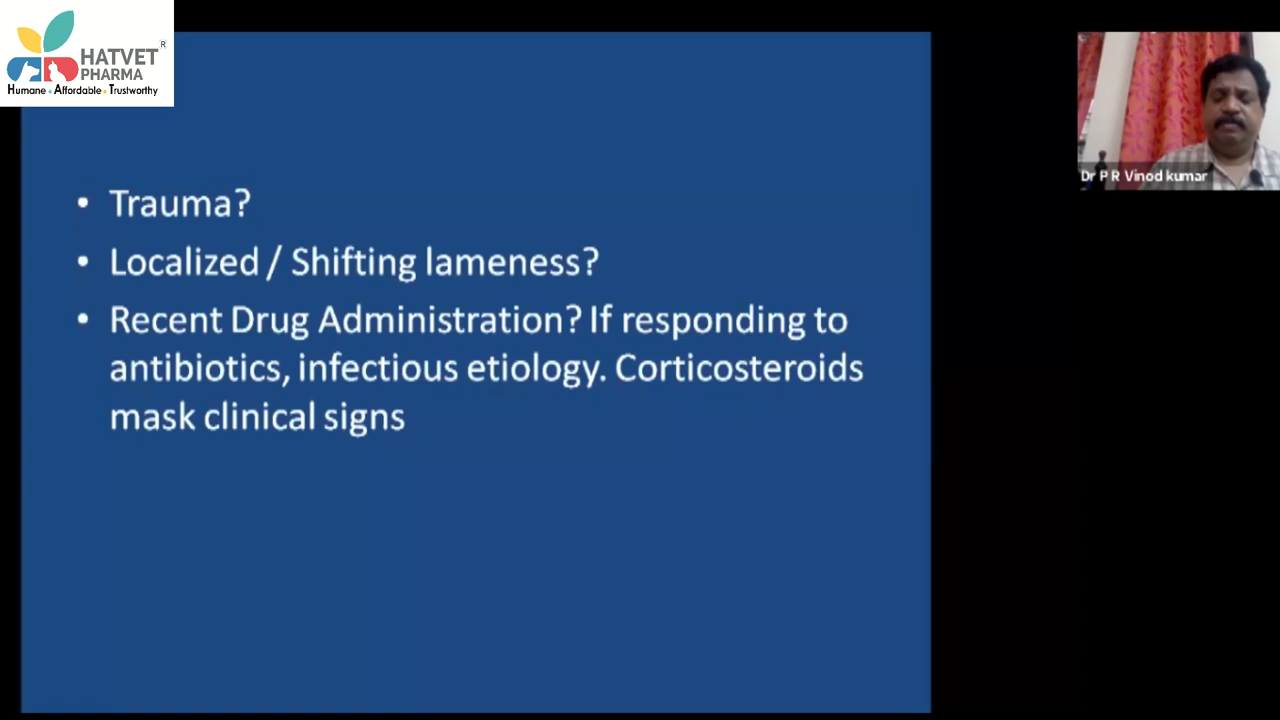 HATVET®
PHARMA
Humane • Affordable • Trustworthy
Dr P R Vinod kumar
• Trauma?
• Localized / Shifting lameness?
• Recent Drug Administration? If responding to
antibiotics, infectious etiology. Corticosteroids
mask clinical signs